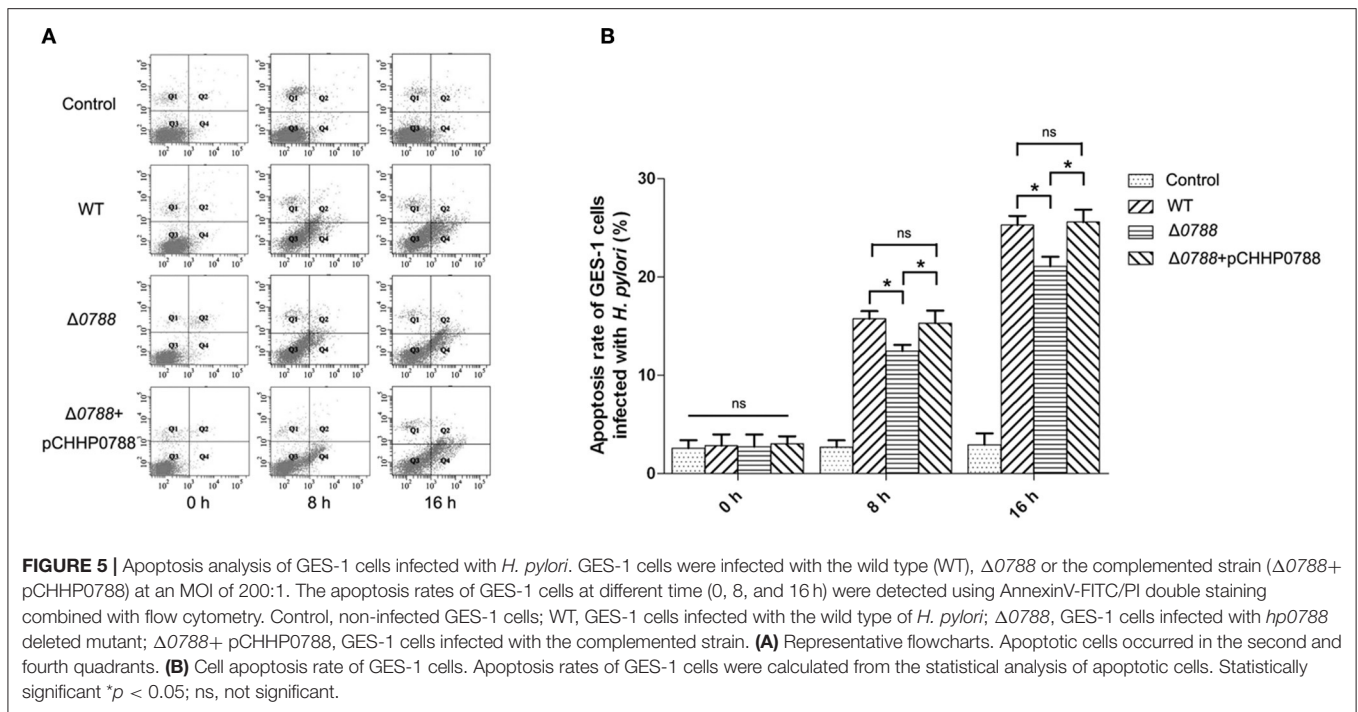 A
Control
WT
Δ0788
Δ0788+
pCHHP0788
10⁵
10⁴
10³
10²
Q1
Q2
Q3
Q4
10² 10³ 10⁴ 10⁵
0 h
8 h
16 h
B
Apoptosis rate of GES-1 cells
infected with H. pylori (%)
30
20
10
0
ns
ns
*
*
ns
*
*
0 h
8 h
16 h
Control
WT
Δ0788
Δ0788+pCHHP0788
FIGURE 5 | Apoptosis analysis of GES-1 cells infected with H. pylori. GES-1 cells were infected with the wild type (WT), Δ0788 or the complemented strain (Δ0788+
pCHHP0788) at an MOI of 200:1. The apoptosis rates of GES-1 cells at different time (0, 8, and 16 h) were detected using AnnexinV-FITC/PI double staining
combined with flow cytometry. Control, non-infected GES-1 cells; WT, GES-1 cells infected with the wild type of H. pylori; Δ0788, GES-1 cells infected with hp0788
deleted mutant; Δ0788+ pCHHP0788, GES-1 cells infected with the complemented strain. (A) Representative flowcharts. Apoptotic cells occurred in the second and
fourth quadrants. (B) Cell apoptosis rate of GES-1 cells. Apoptosis rates of GES-1 cells were calculated from the statistical analysis of apoptotic cells. Statistically
significant *p < 0.05; ns, not significant.